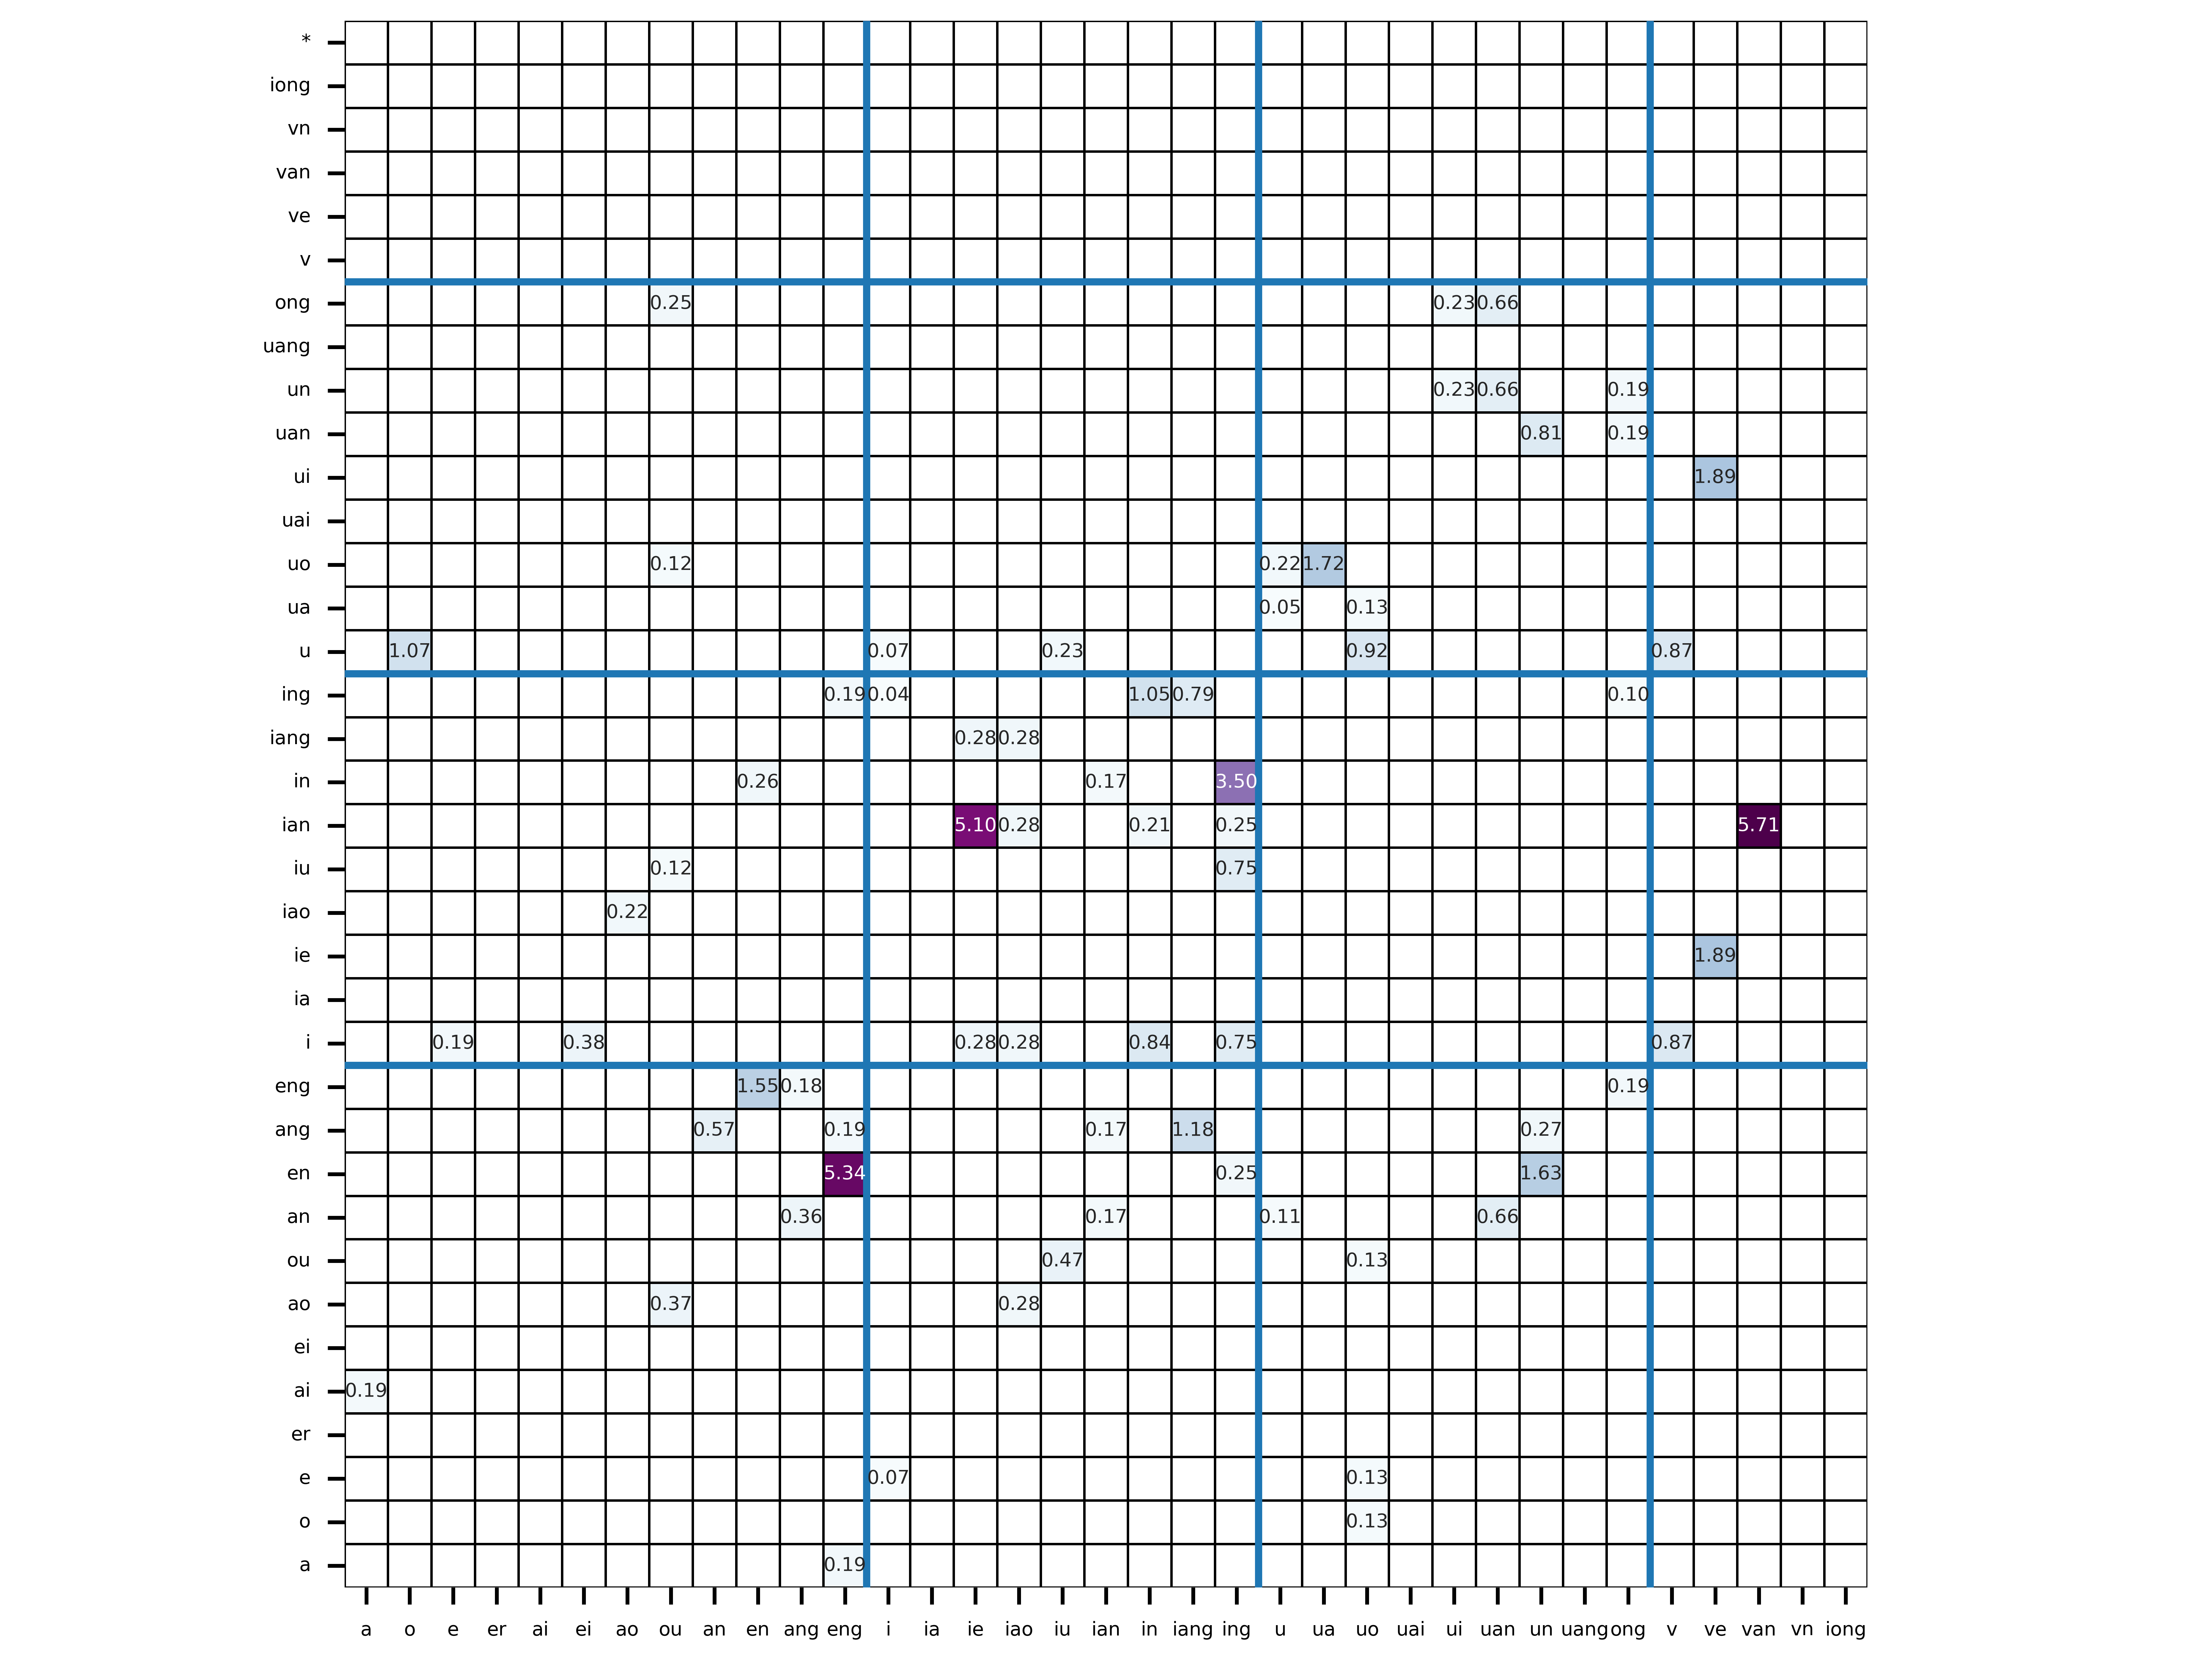 *
iong
vn
van
ve
v
ong 0.25 0.23 0.66
uang
un 0.23 0.66 0.19
uan 0.81 0.19
ui 1.89
uai
uo 0.12 0.22 1.72
ua 0.05 0.13
u 1.07 0.07 0.23 0.92 0.87
ing 0.19 0.04 1.05 0.79 0.10
iang 0.28 0.28
in 0.26 0.17 3.50
ian 5.10 0.28 0.21 0.25 5.71
iu 0.12 0.75
iao 0.22
ie 1.89
ia
i 0.19 0.38 0.28 0.28 0.84 0.75 0.87
eng 1.55 0.18 0.19
ang 0.57 0.19 0.17 1.18 0.27
en 5.34 0.25 1.63
an 0.36 0.17 0.11 0.66
ou 0.47 0.13
ao 0.37 0.28
ei
ai 0.19
er
e 0.07 0.13
o 0.13
a 0.19
a o e er ai ei ao ou an en ang eng i ia ie iao iu ian in iang ing u ua uo uai ui uan un uang ong v ve van vn iong